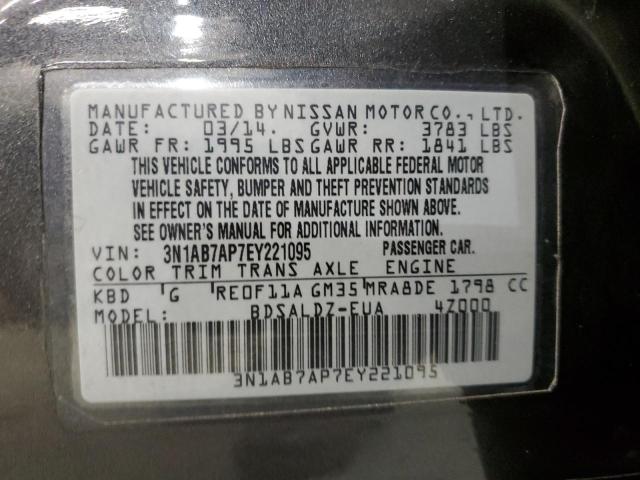 MANUFACTURED BY NISSAN MOTOR CO., LTD.
DATE: 03/14. GVWR: 3783 LBS
GAWR FR: 1995 LBS GAWR RR: 1841 LBS
THIS VEHICLE CONFORMS TO ALL APPLICABLE FEDERAL MOTOR
VEHICLE SAFETY, BUMPER AND THEFT PREVENTION STANDARDS
IN EFFECT ON THE DATE OF MANUFACTURE SHOWN ABOVE.
SEE OWNER'S MANUAL FOR ADDITIONAL INFORMATION.
VIN: 3N1AB7AP7EY221095 PASSENGER CAR.
COLOR TRIM TRANS AXLE ENGINE
KBD G RE0F11A GM35 MRA8DE 1798 CC
MODEL: BDSALDZ-EUA 4Z000
3N1AB7AP7EY221095